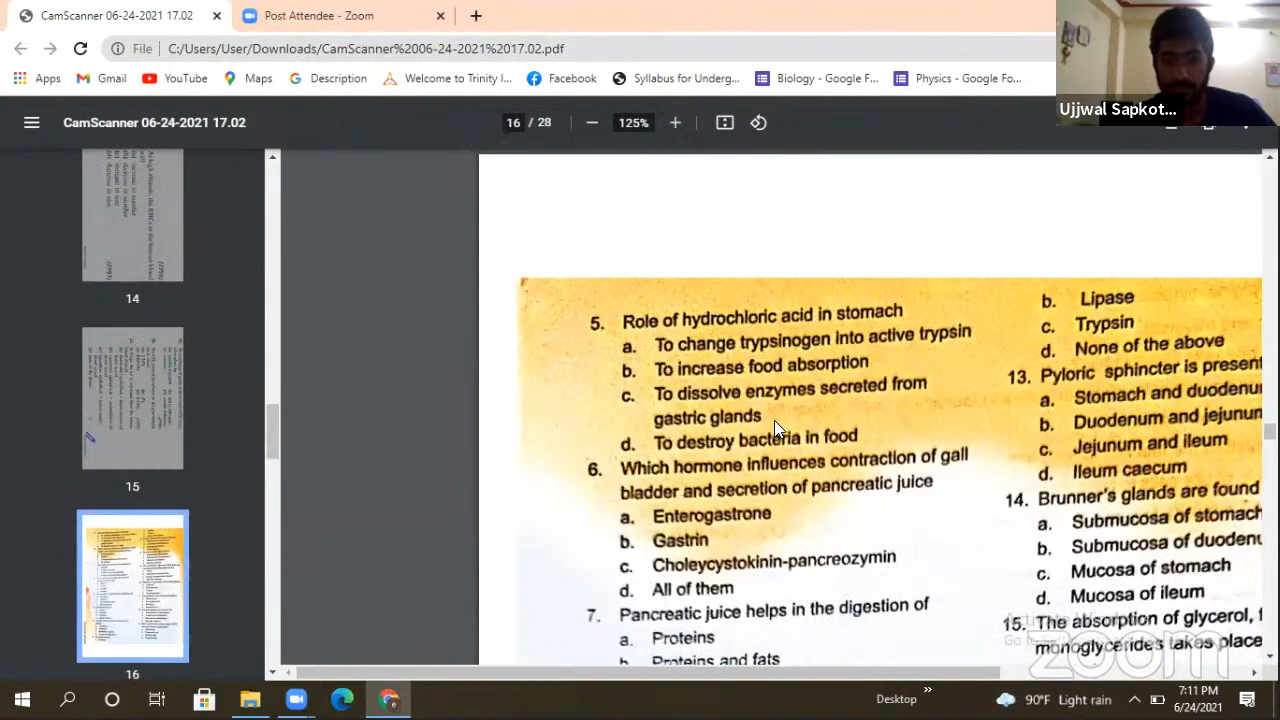 CamScanner 06-24-2021 17.02
Post Attendee - Zoom
File
C:/Users/User/Downloads/CamScanner%2006-24-2021%2017.02.pdf
Apps
Gmail
YouTube
Maps
Description
Welcome to Trinity I...
Facebook
Syllabus for Underg...
Biology - Google F...
Physics - Google Fo...
Ujjwal Sapkot...
CamScanner 06-24-2021 17.02
16 / 28
125%
14
15
16
5. Role of hydrochloric acid in stomach
a. To change trypsinogen into active trypsin
b. To increase food absorption
c. To dissolve enzymes secreted from
gastric glands
d. To destroy bacteria in food
6. Which hormone influences contraction of gall
bladder and secretion of pancreatic juice
a. Enterogastrone
b. Gastrin
c. Choleycystokinin-pancreozymin
d. All of them
7. Pancreatic juice helps in the digestion of
a. Proteins
b. Proteins and fats
b. Lipase
c. Trypsin
d. None of the above
13. Pyloric sphincter is present
a. Stomach and duodenu
b. Duodenum and jejunum
c. Jejunum and ileum
d. Ileum caecum
14. Brunner's glands are found
a. Submucosa of stomach
b. Submucosa of duodenu
c. Mucosa of stomach
d. Mucosa of ileum
15. The absorption of glycerol,
monoglycerides takes place
zoom
Desktop
90°F Light rain
7:11 PM
6/24/2021